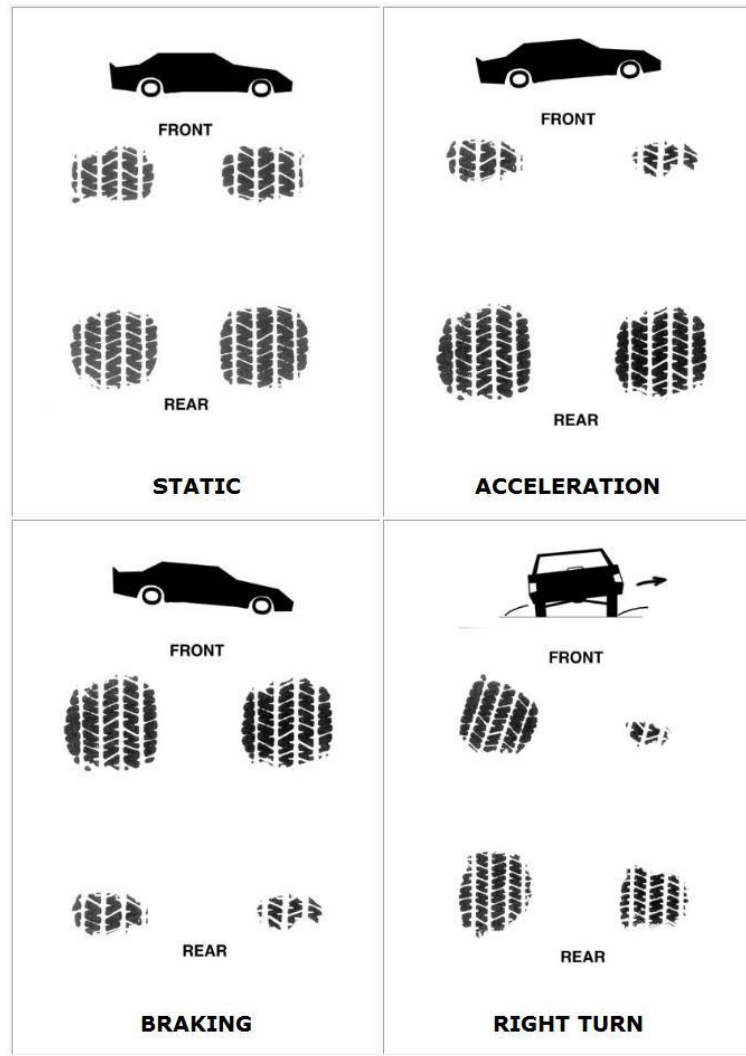 FRONT
REAR
STATIC
FRONT
REAR
ACCELERATION
FRONT
REAR
BRAKING
FRONT
REAR
RIGHT TURN